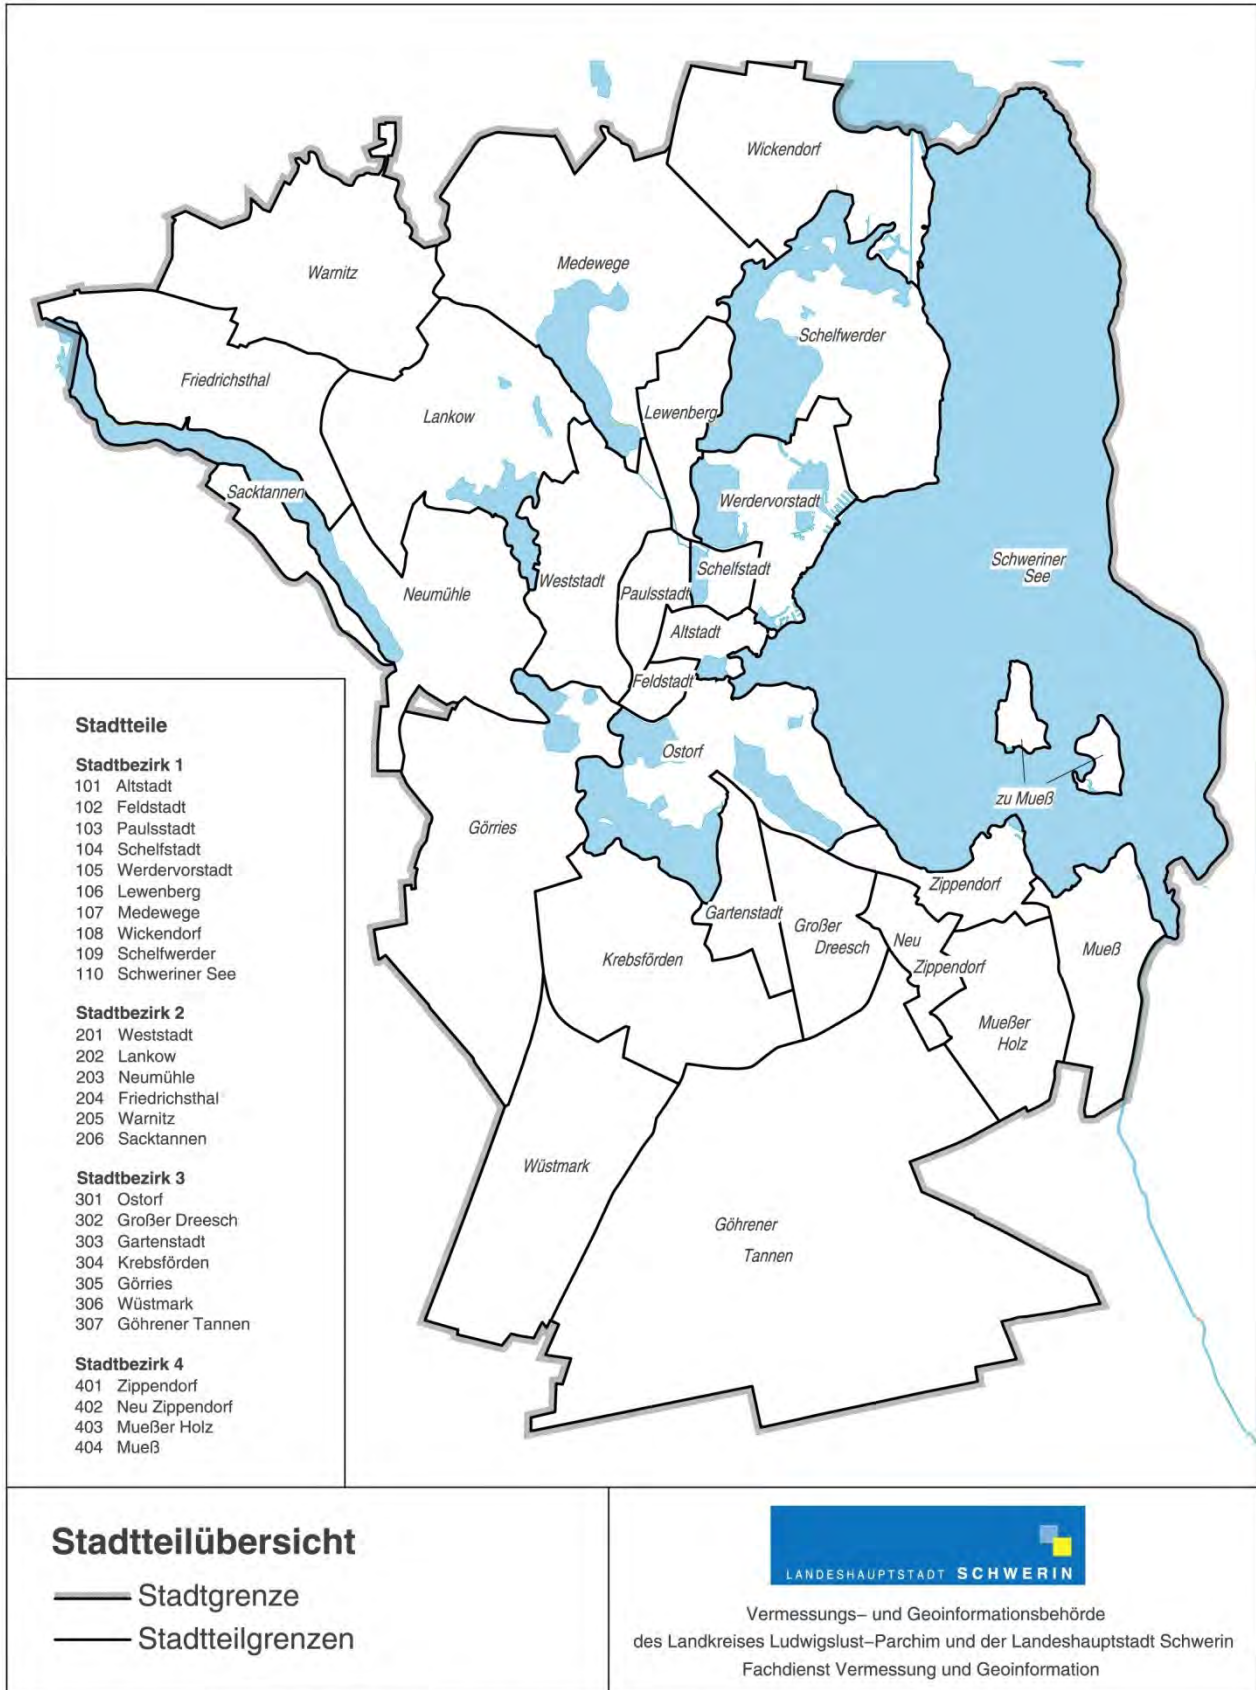 Wickendorf
Warnitz
Medewege
Schelfwerder
Friedrichsthal
Lankow
Lewenberg
Sacktannen
Werdervorstadt
Schweriner
See
Schelfstadt
Neumühle
Weststadt
Paulsstadt
Altstadt
Feldstadt
Ostorf
zu Mueß
Görries
Zippendorf
Gartenstadt
Großer
Dreesch
Neu
Zippendorf
Mueß
Krebsförden
Mueßer
Holz
Wüstmark
Göhrener
Tannen
Stadtteile
Stadtbezirk 1
101 Altstadt
102 Feldstadt
103 Paulsstadt
104 Schelfstadt
105 Werdervorstadt
106 Lewenberg
107 Medewege
108 Wickendorf
109 Schelfwerder
110 Schweriner See
Stadtbezirk 2
201 Weststadt
202 Lankow
203 Neumühle
204 Friedrichsthal
205 Warnitz
206 Sacktannen
Stadtbezirk 3
301 Ostorf
302 Großer Dreesch
303 Gartenstadt
304 Krebsförden
305 Görries
306 Wüstmark
307 Göhrener Tannen
Stadtbezirk 4
401 Zippendorf
402 Neu Zippendorf
403 Mueßer Holz
404 Mueß
Stadtteilübersicht
Stadtgrenze
Stadtteilgrenzen
LANDESHAUPTSTADT SCHWERIN
Vermessungs– und Geoinformationsbehörde
des Landkreises Ludwigslust–Parchim und der Landeshauptstadt Schwerin
Fachdienst Vermessung und Geoinformation